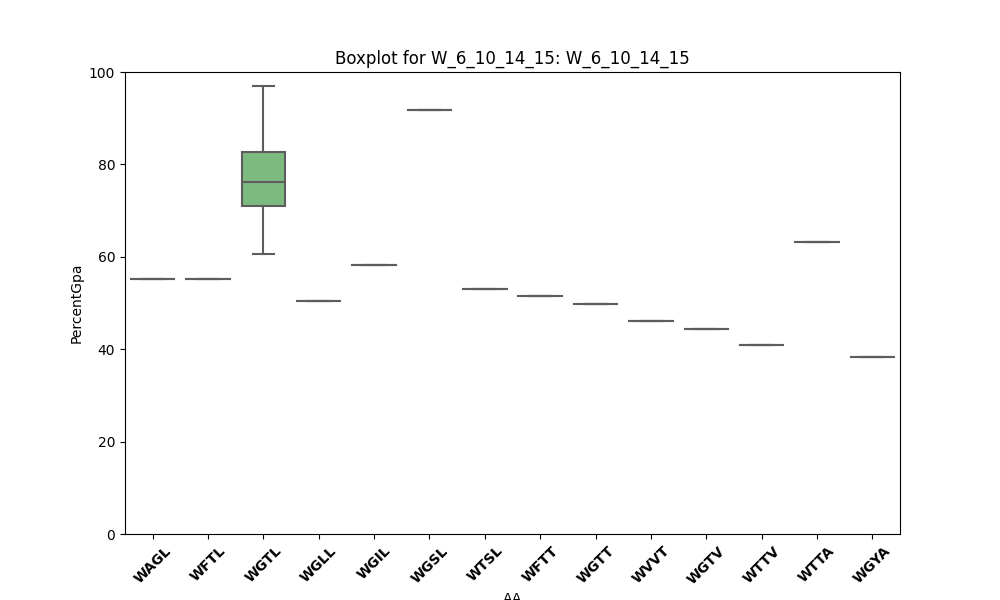 Boxplot for W_6_10_14_15: W_6_10_14_15
100
80
60
40
20
0
PercentGpa
WAGL
WFTL
WGTL
WGLL
WGIL
WGSL
WTSL
WFTT
WGTT
WVVT
WGTV
WTTV
WTTA
WGYA
AA